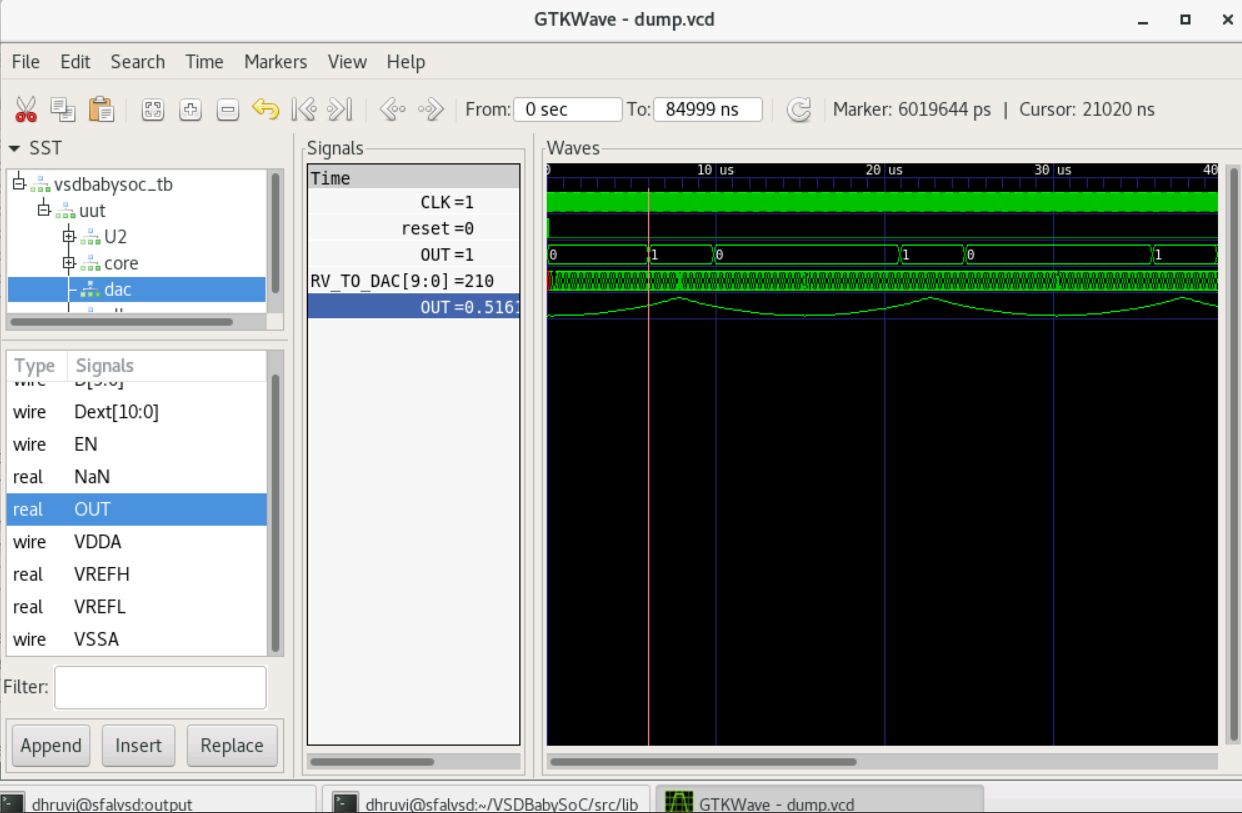 GTKWave - dump.vcd
File Edit Search Time Markers View Help
From: 0 sec To: 84999 ns Marker: 6019644 ps | Cursor: 21020 ns
SST
vsdbabysoc_tb
uut
U2
core
dac
Type Signals
wire D[9:0]
wire Dext[10:0]
wire EN
real NaN
real OUT
wire VDDA
real VREFH
real VREFL
wire VSSA
Filter:
Append Insert Replace
Signals
Time
CLK =1
reset =0
OUT =1
RV_TO_DAC[9:0] =210
OUT =0.5161
Waves
0 10 us 20 us 30 us 40
0 1 0 1 0 1
dhruvi@sfalvsd:output dhruvi@sfalvsd:~/VSDBabySoC/src/lib GTKWave - dump.vcd